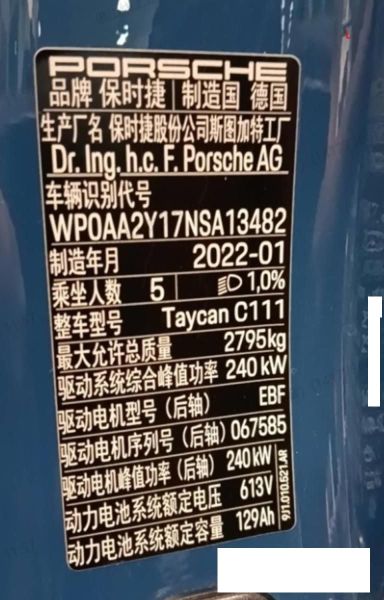 PORSCHE
品牌 保时捷 制造国 德国
生产厂名 保时捷股份公司斯图加特工厂
Dr. Ing. h.c. F. Porsche AG
车辆识别代号
WP0AA2Y17NSA13482
制造年月 2022-01
乘坐人数 5 1,0%
整车型号 Taycan C111
最大允许总质量 2795kg
驱动系统综合峰值功率 240 kW
驱动电机型号（后轴） EBF
驱动电机序列号（后轴） 067585
驱动电机峰值功率（后轴） 240 kW
动力电池系统额定电压 613V
动力电池系统额定容量 129Ah
9J1.010.621.AR